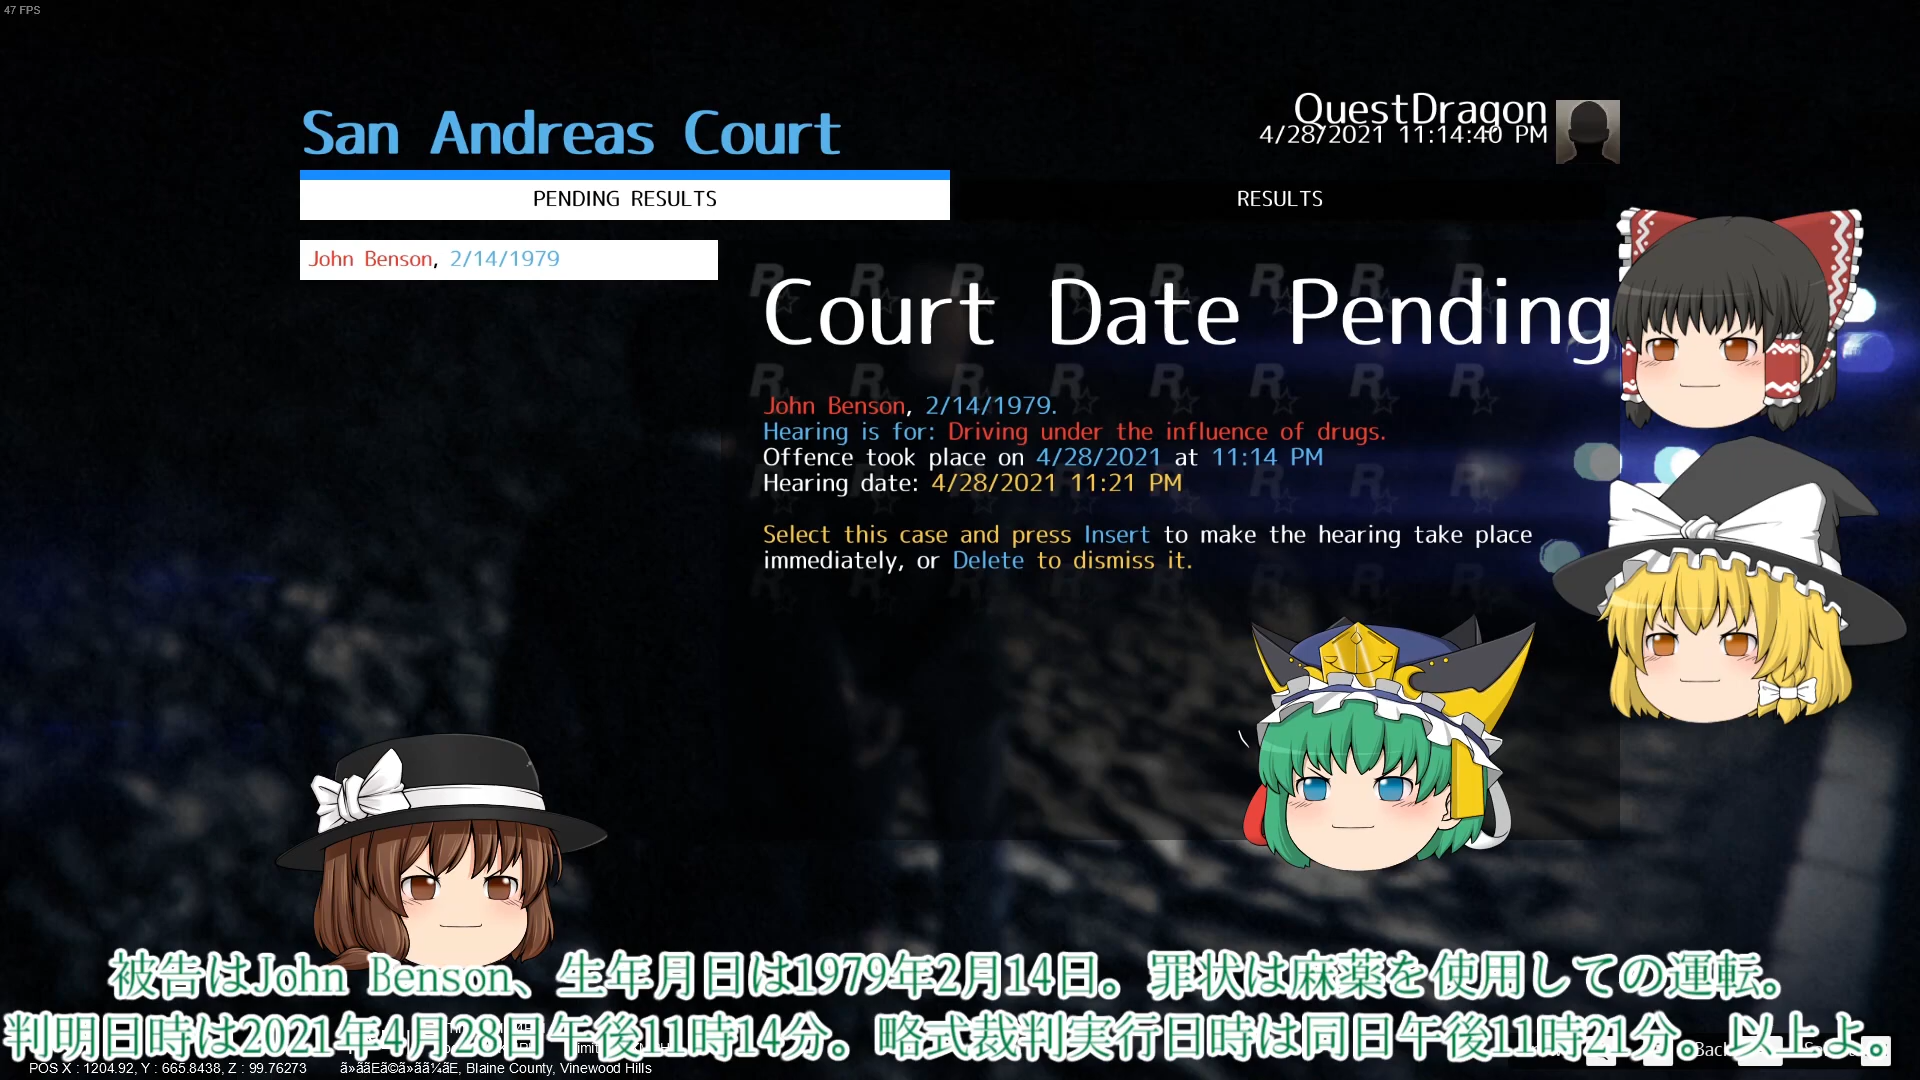 47 FPS
San Andreas Court
QuestDragon
4/28/2021 11:14:40 PM
PENDING RESULTS
RESULTS
John Benson, 2/14/1979
Court Date Pending
John Benson, 2/14/1979.
Hearing is for: Driving under the influence of drugs.
Offence took place on 4/28/2021 at 11:14 PM
Hearing date: 4/28/2021 11:21 PM
Select this case and press Insert to make the hearing take place
immediately, or Delete to dismiss it.
被告はJohn Benson、生年月日は1979年2月14日。罪状は麻薬を使用しての運転。
判明日時は2021年4月28日午後11時14分。略式裁判実行日時は同日午後11時21分。以上よ。
Back
POS X : 1204.92, Y : 665.8438, Z : 99.76273
Blaine County, Vinewood Hills